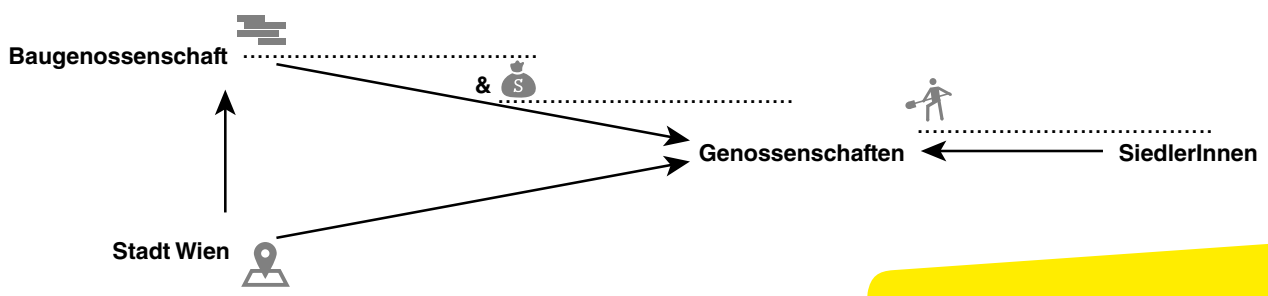 Baugenossenschaft
& S
Genossenschaften
SiedlerInnen
Stadt Wien